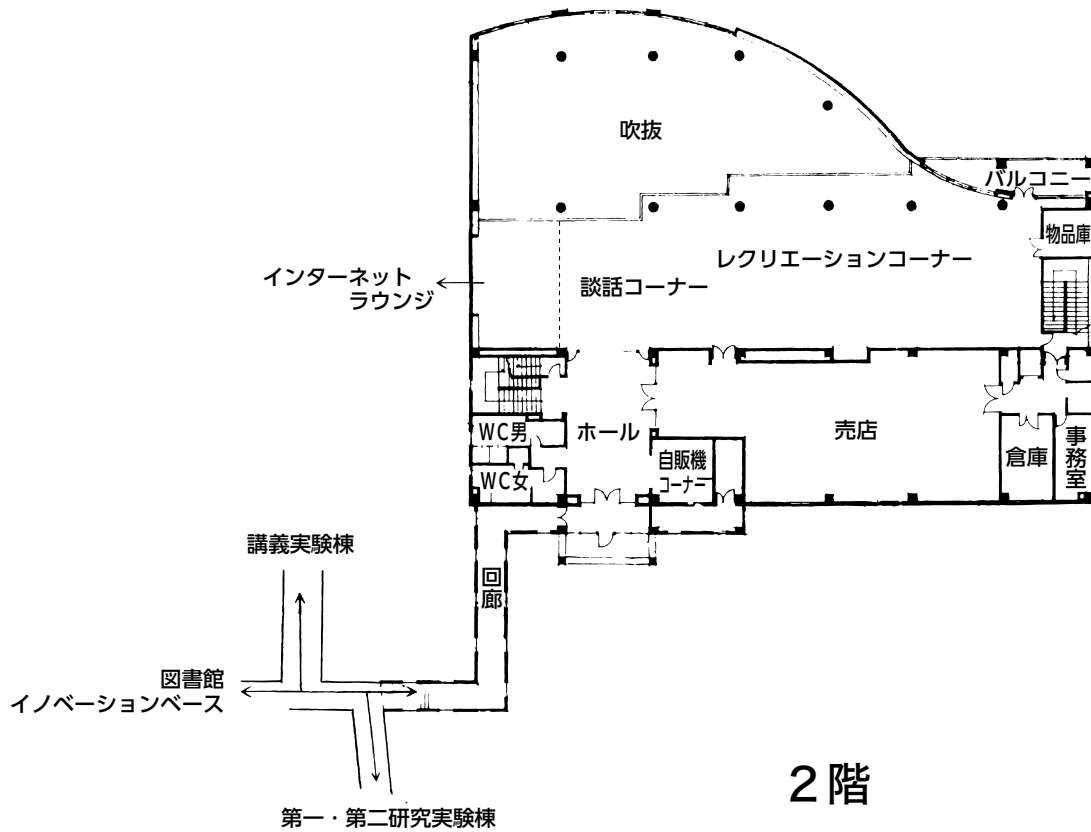 吹抜
バルコニー
物品庫
レクリエーションコーナー
インターネット
ラウンジ
談話コーナー
WC男
ホール
売店
自販機
コーナー
倉庫
事務室
WC女
講義実験棟
回廊
図書館
イノベーションベース
2階
第一・第二研究実験棟